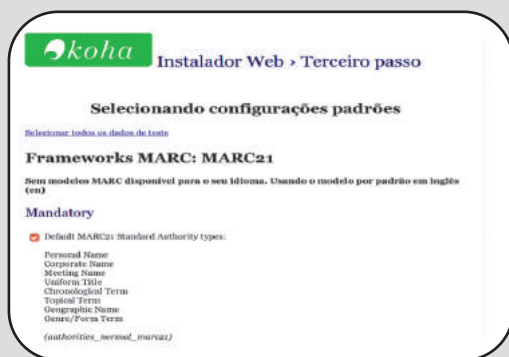 koha
Instalador Web › Terceiro passo
Selecionando configurações padrões
Selecionar todos os dados de teste
Frameworks MARC: MARC21
Sem modelos MARC disponível para o seu idioma. Usando o modelo por padrão em inglês
(en)
Mandatory
Default MARC21 Standard Authority types:
Personal Name
Corporate Name
Meeting Name
Uniform Title
Chronological Term
Topical Term
Geographic Name
Genre/Form Term
(authorities_normal_marc21)